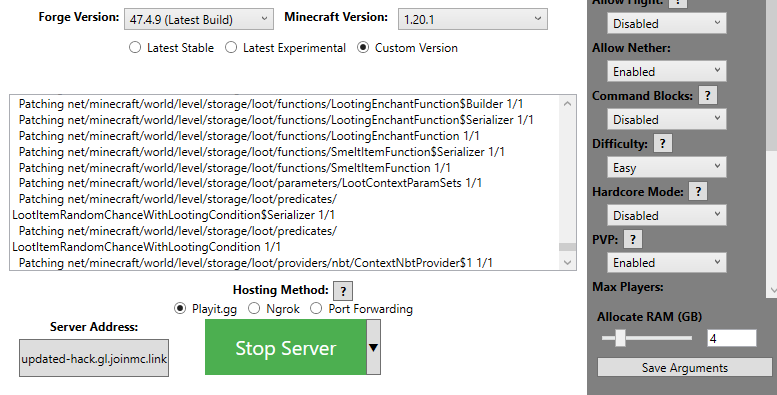 Forge Version: 47.4.9 (Latest Build) Minecraft Version: 1.20.1
Latest Stable Latest Experimental Custom Version
Patching net/minecraft/world/level/storage/loot/functions/LootingEnchantFunction$Builder 1/1
Patching net/minecraft/world/level/storage/loot/functions/LootingEnchantFunction$Serializer 1/1
Patching net/minecraft/world/level/storage/loot/functions/LootingEnchantFunction 1/1
Patching net/minecraft/world/level/storage/loot/functions/SmeltItemFunction$Serializer 1/1
Patching net/minecraft/world/level/storage/loot/functions/SmeltItemFunction 1/1
Patching net/minecraft/world/level/storage/loot/parameters/LootContextParamSets 1/1
Patching net/minecraft/world/level/storage/loot/predicates/
LootItemRandomChanceWithLootingCondition$Serializer 1/1
Patching net/minecraft/world/level/storage/loot/predicates/
LootItemRandomChanceWithLootingCondition 1/1
Patching net/minecraft/world/level/storage/loot/providers/nbt/ContextNbtProvider$1 1/1
Hosting Method: ?
Playit.gg Ngrok Port Forwarding
Server Address:
updated-hack.gl.joinmc.link
Stop Server
Allow Flight: ?
Disabled
Allow Nether:
Enabled
Command Blocks: ?
Disabled
Difficulty: ?
Easy
Hardcore Mode: ?
Disabled
PVP: ?
Enabled
Max Players:
Allocate RAM (GB)
4
Save Arguments